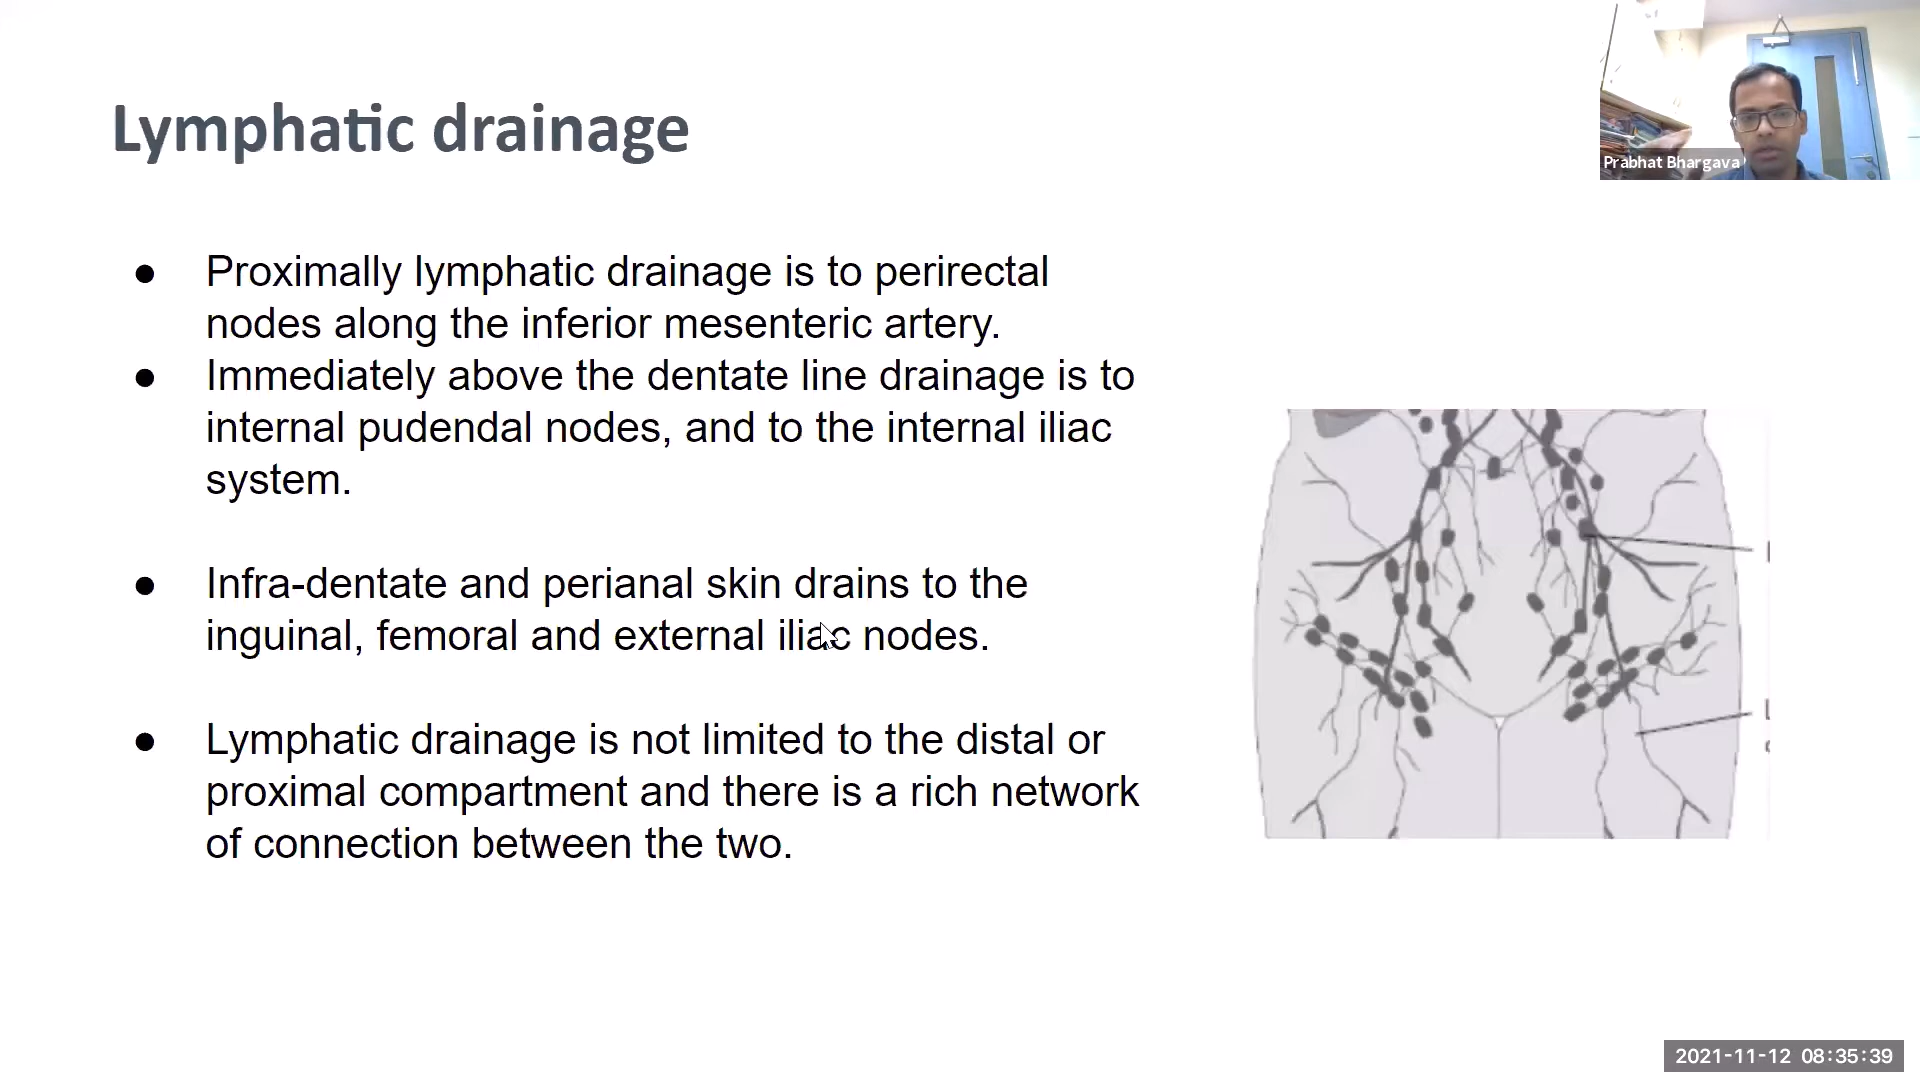 Lymphatic drainage
Prabhat Bhargava
● Proximally lymphatic drainage is to perirectal
nodes along the inferior mesenteric artery.
● Immediately above the dentate line drainage is to
internal pudendal nodes, and to the internal iliac
system.
● Infra-dentate and perianal skin drains to the
inguinal, femoral and external iliac nodes.
● Lymphatic drainage is not limited to the distal or
proximal compartment and there is a rich network
of connection between the two.
2021-11-12 08:35:39